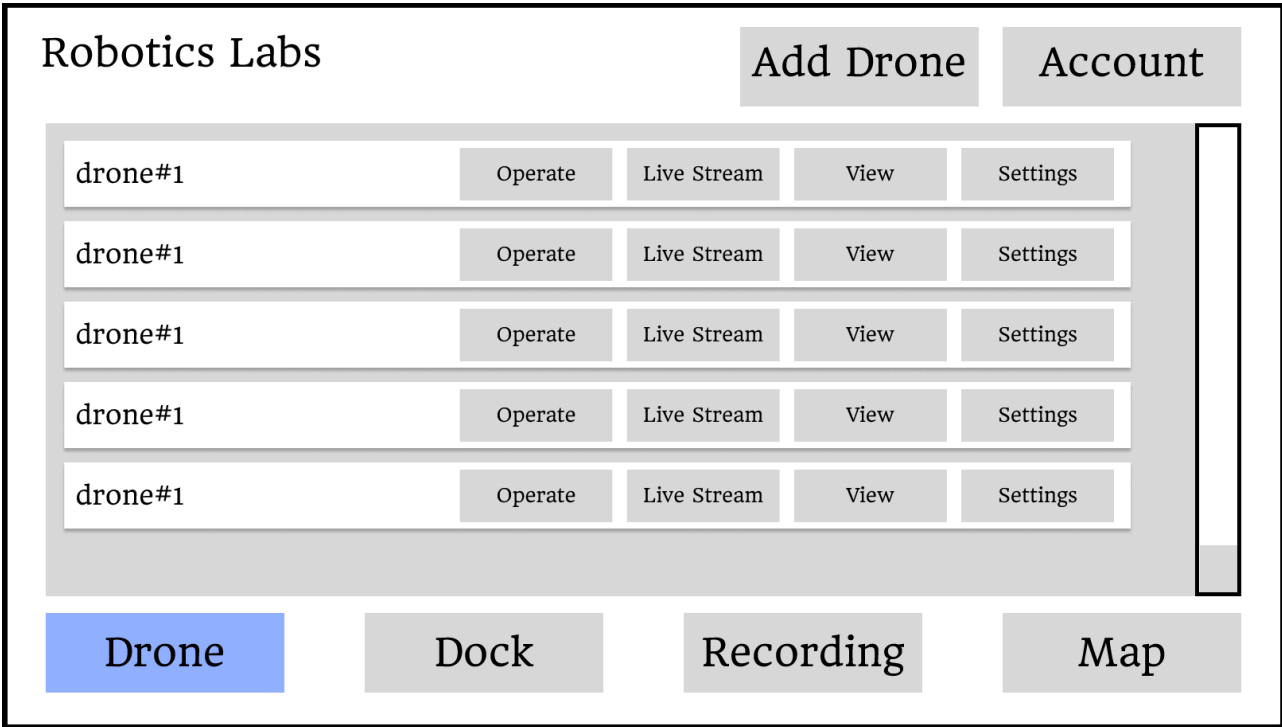 Robotics Labs
Add Drone
Account
drone#1 Operate Live Stream View Settings
drone#1 Operate Live Stream View Settings
drone#1 Operate Live Stream View Settings
drone#1 Operate Live Stream View Settings
drone#1 Operate Live Stream View Settings
Drone Dock Recording Map